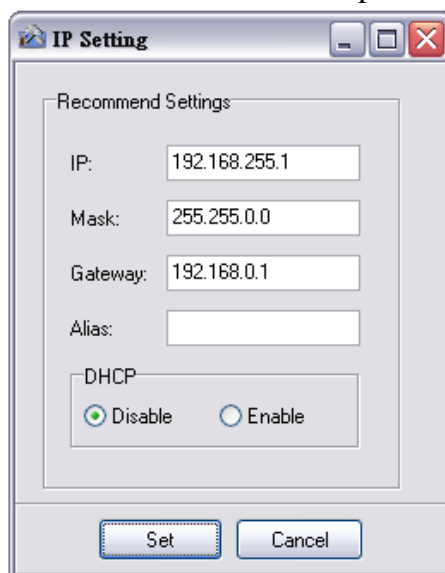 IP Setting
Recommend Settings
IP: 192.168.255.1
Mask: 255.255.0.0
Gateway: 192.168.0.1
Alias:
DHCP
Disable Enable
Set Cancel